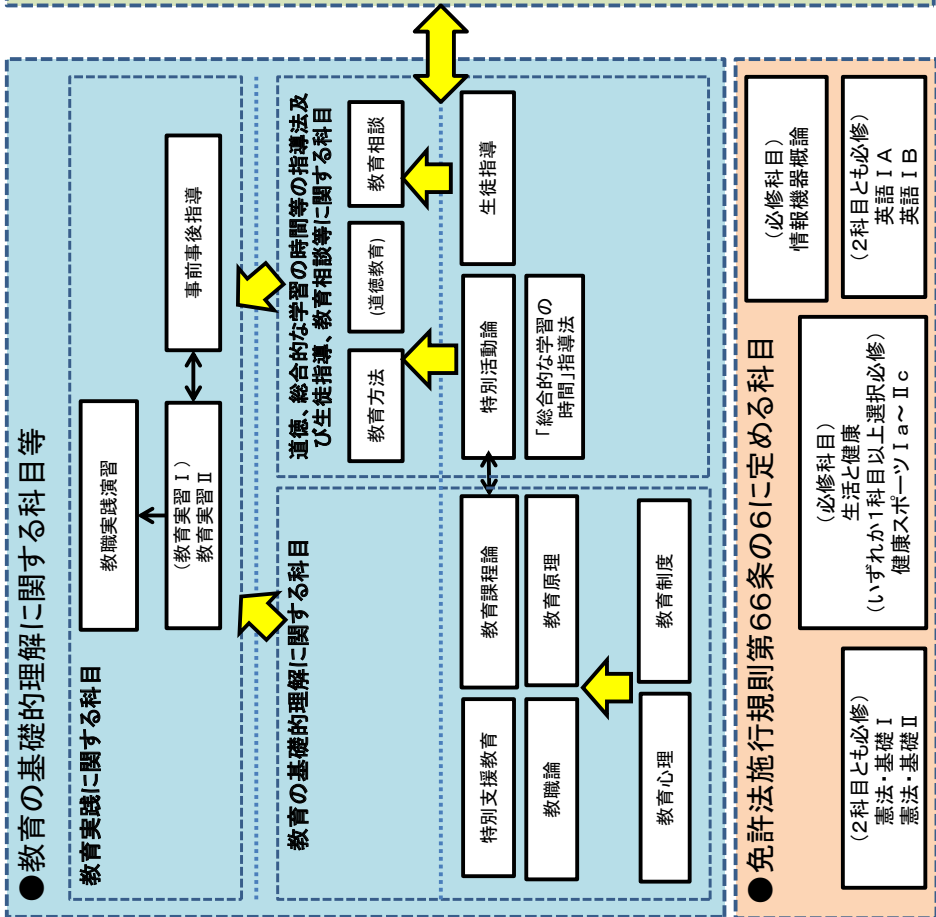 ●教育の基礎的理解に関する科目等
教育実践に関する科目
教職実践演習
(教育実習Ⅰ)
教育実習Ⅱ
事前事後指導
教育の基礎的理解に関する科目
特別支援教育
教育課程論
教職論
教育原理
教育心理
教育制度
道徳、総合的な学習の時間等の指導法及
び生徒指導、教育相談等に関する科目
教育方法
(道徳教育)
教育相談
特別活動論
生徒指導
「総合的な学習の
時間」指導法
●免許法施行規則第66条の6に定める科目
(2科目とも必修)
憲法・基礎Ⅰ
憲法・基礎Ⅱ
(必修科目)
生活と健康
(いずれか1科目以上選択必修)
健康スポーツⅠa～Ⅱc
(必修科目)
情報機器概論
(2科目とも必修)
英語ⅠA
英語ⅠB